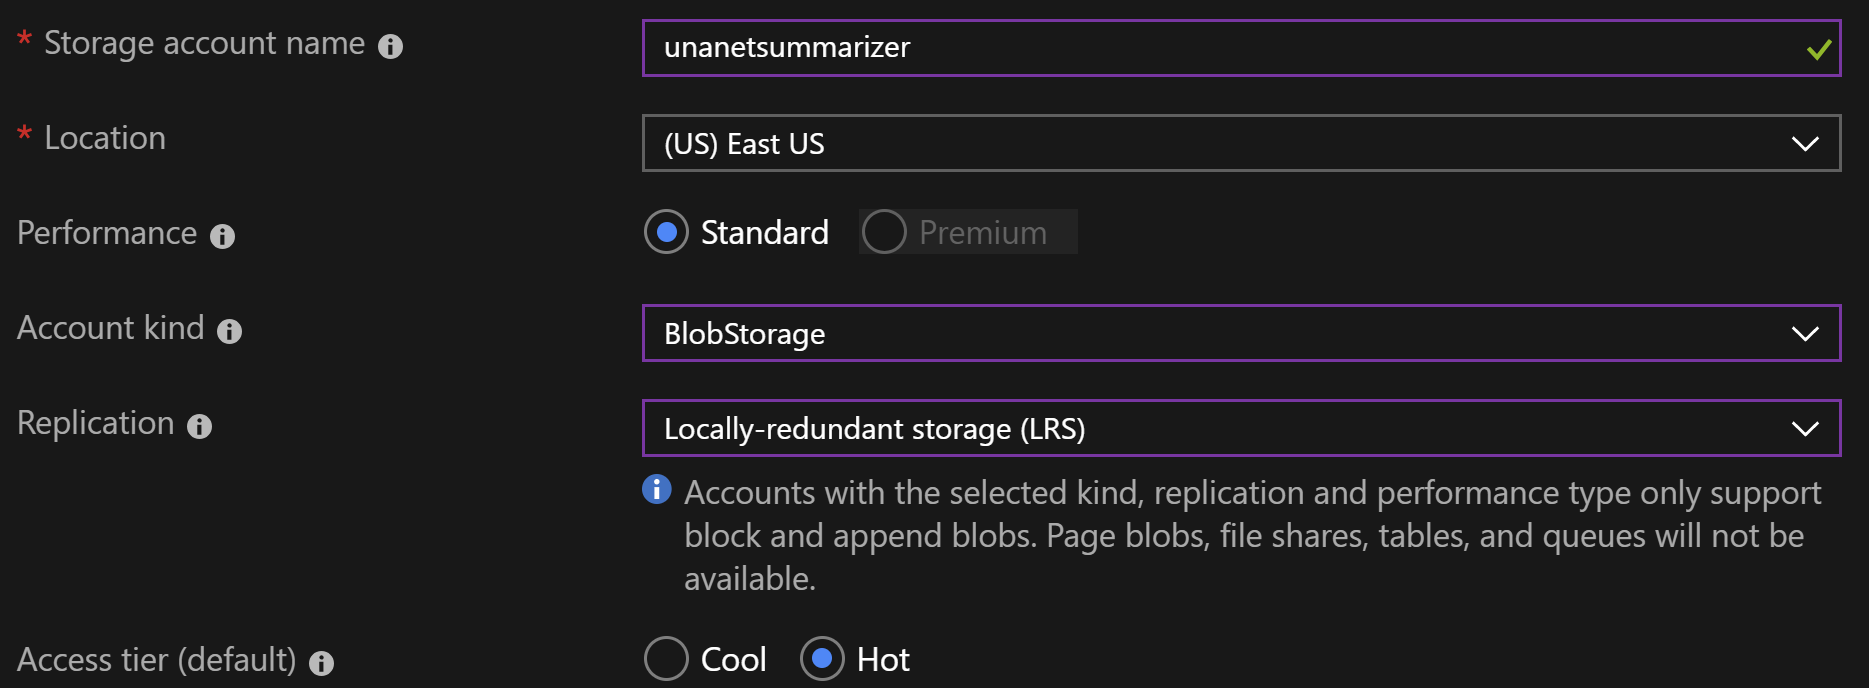 * Storage account name
unanetsummarizer
* Location
(US) East US
Performance
Standard Premium
Account kind
BlobStorage
Replication
Locally-redundant storage (LRS)
Accounts with the selected kind, replication and performance type only support
block and append blobs. Page blobs, file shares, tables, and queues will not be
available.
Access tier (default)
Cool Hot